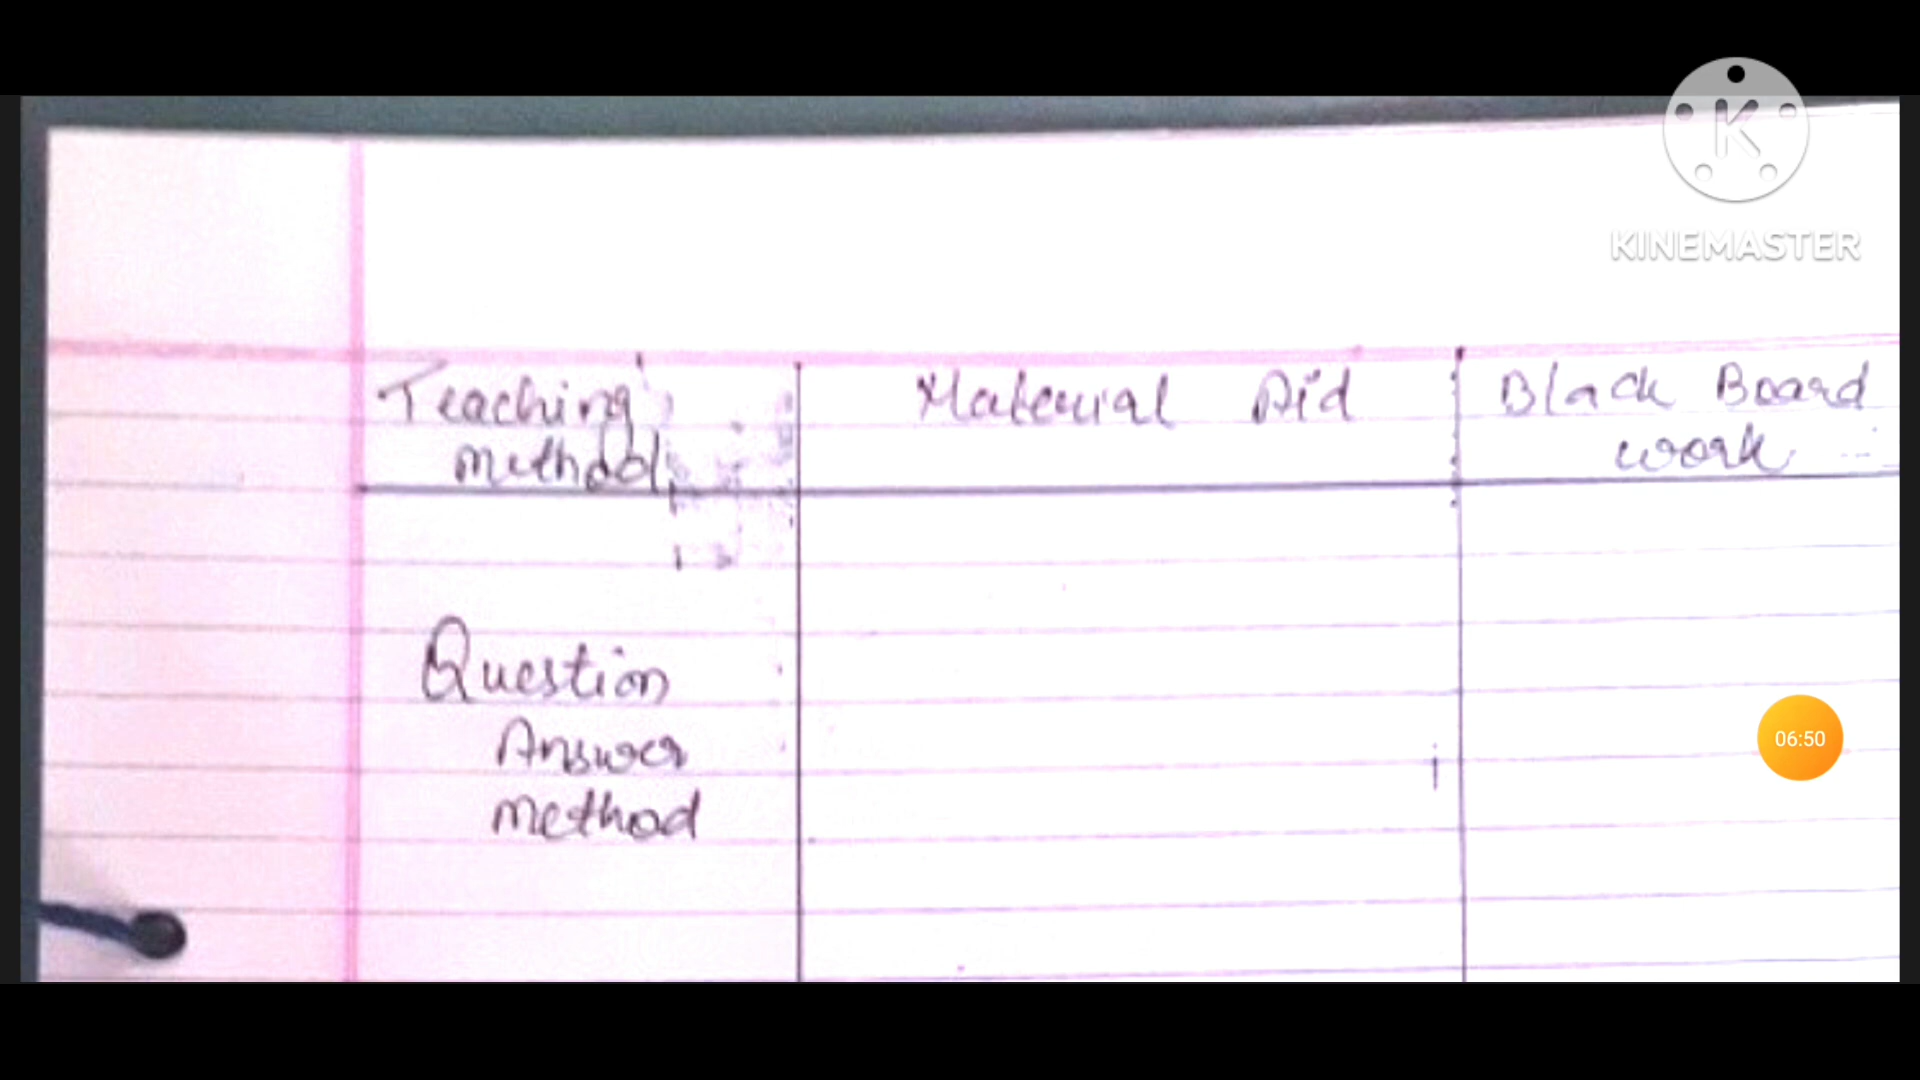 K
KINEMASTER
Teaching Material Aid Black Board
method work
Question
Answer
method
06:50